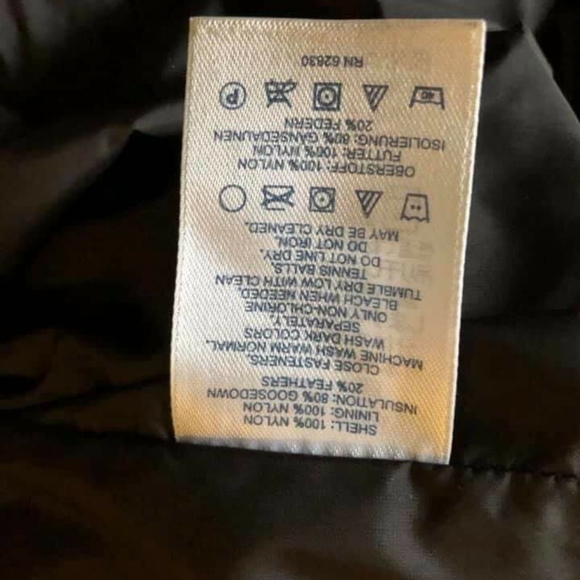 SHELL: 100% NYLON
LINING: 100% NYLON
INSULATION: 80% GOOSEDOWN
20% FEATHERS
CLOSE FASTENERS.
MACHINE WASH WARM NORMAL.
WASH DARK COLORS
SEPARATELY.
ONLY NON-CHLORINE
BLEACH WHEN NEEDED.
TUMBLE DRY LOW WITH CLEAN
TENNIS BALLS.
DO NOT LINE DRY.
DO NOT IRON.
MAY BE DRY CLEANED.
OBERSTOFF: 100% NYLON
FUTTER: 100% NYLON
ISOLIERUNG: 80% GANSEDAUNEN
20% FEDERN
40 P
RN 62830